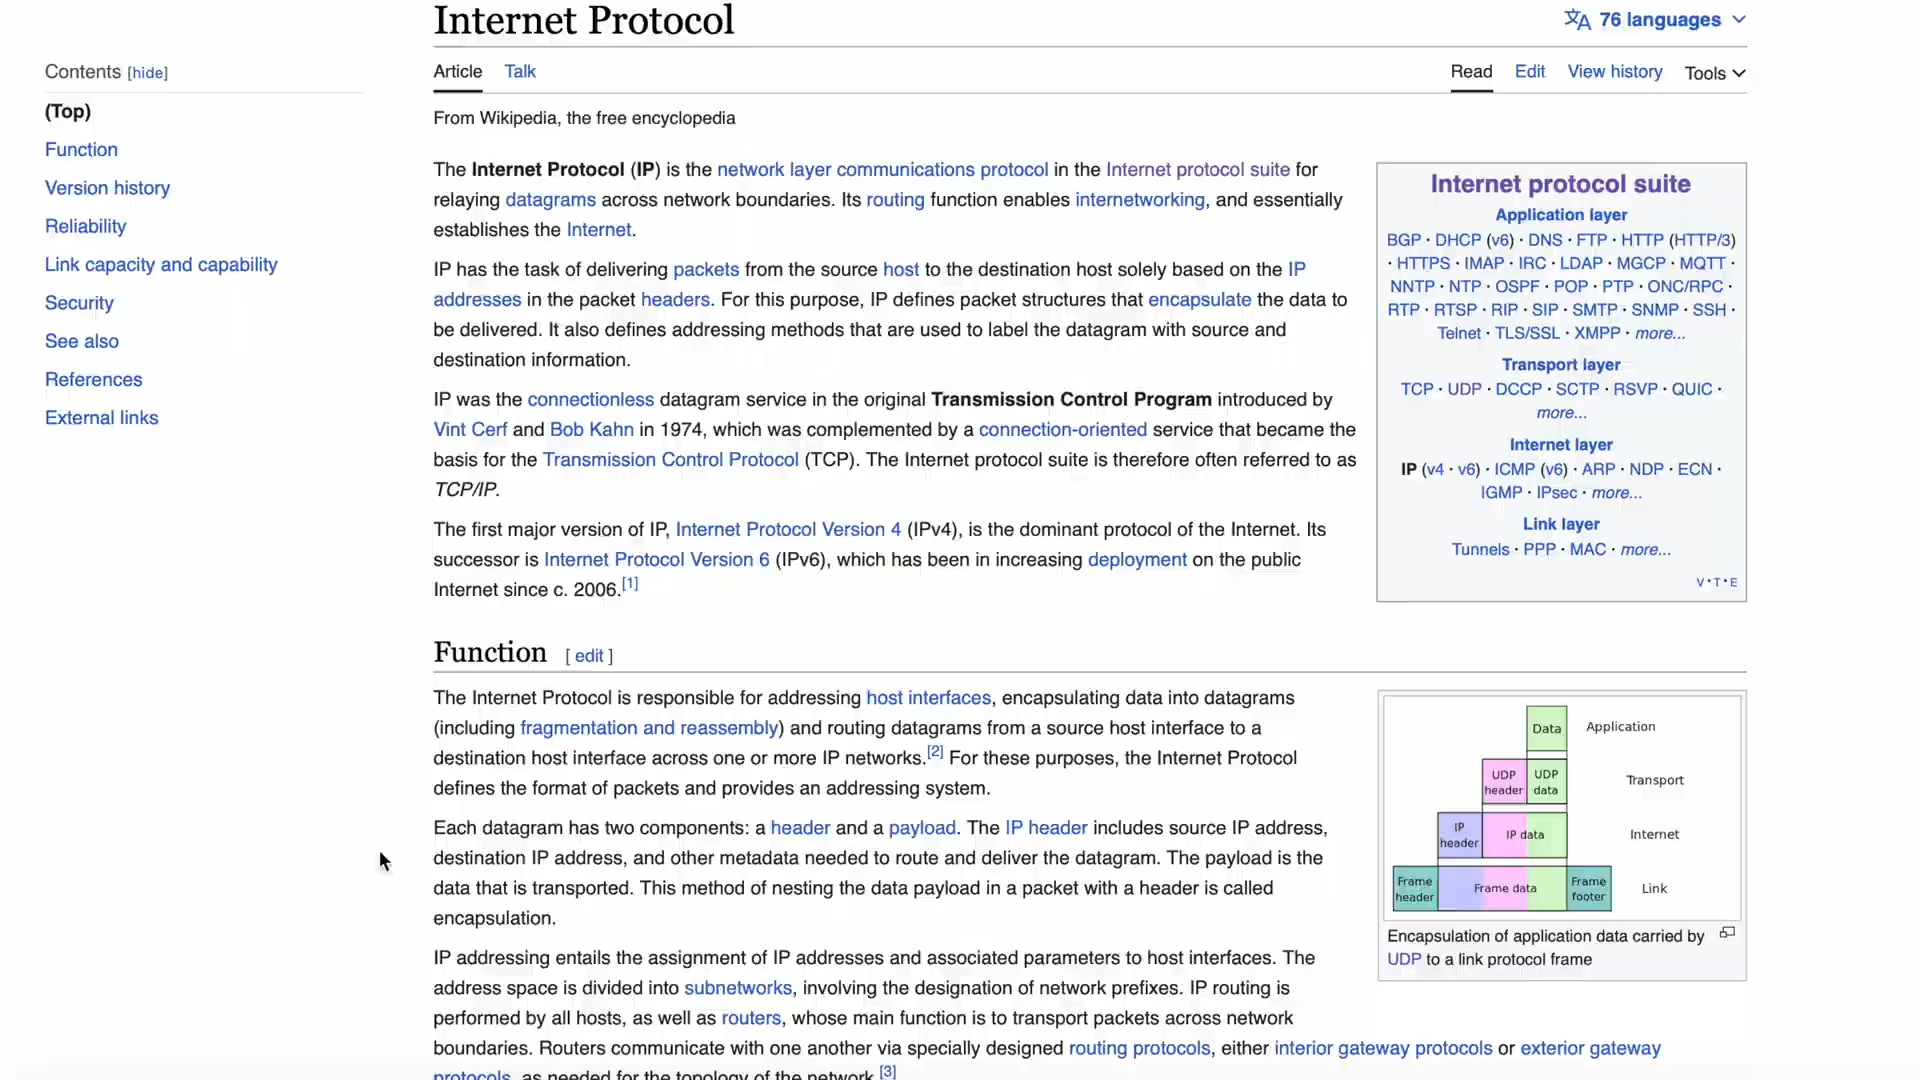 Internet Protocol
76 languages
Contents [hide]
(Top)
Function
Version history
Reliability
Link capacity and capability
Security
See also
References
External links
Article Talk
Read Edit View history Tools
From Wikipedia, the free encyclopedia
The Internet Protocol (IP) is the network layer communications protocol in the Internet protocol suite for
relaying datagrams across network boundaries. Its routing function enables internetworking, and essentially
establishes the Internet.
IP has the task of delivering packets from the source host to the destination host solely based on the IP
addresses in the packet headers. For this purpose, IP defines packet structures that encapsulate the data to
be delivered. It also defines addressing methods that are used to label the datagram with source and
destination information.
IP was the connectionless datagram service in the original Transmission Control Program introduced by
Vint Cerf and Bob Kahn in 1974, which was complemented by a connection-oriented service that became the
basis for the Transmission Control Protocol (TCP). The Internet protocol suite is therefore often referred to as
TCP/IP.
The first major version of IP, Internet Protocol Version 4 (IPv4), is the dominant protocol of the Internet. Its
successor is Internet Protocol Version 6 (IPv6), which has been in increasing deployment on the public
Internet since c. 2006.[1]
Internet protocol suite
Application layer
BGP · DHCP (v6) · DNS · FTP · HTTP (HTTP/3)
· HTTPS · IMAP · IRC · LDAP · MGCP · MQTT ·
NNTP · NTP · OSPF · POP · PTP · ONC/RPC ·
RTP · RTSP · RIP · SIP · SMTP · SNMP · SSH ·
Telnet · TLS/SSL · XMPP · more...
Transport layer
TCP · UDP · DCCP · SCTP · RSVP · QUIC ·
more...
Internet layer
IP (v4 · v6) · ICMP (v6) · ARP · NDP · ECN ·
IGMP · IPsec · more...
Link layer
Tunnels · PPP · MAC · more...
V · T · E
Function [ edit ]
The Internet Protocol is responsible for addressing host interfaces, encapsulating data into datagrams
(including fragmentation and reassembly) and routing datagrams from a source host interface to a
destination host interface across one or more IP networks.[2] For these purposes, the Internet Protocol
defines the format of packets and provides an addressing system.
Each datagram has two components: a header and a payload. The IP header includes source IP address,
destination IP address, and other metadata needed to route and deliver the datagram. The payload is the
data that is transported. This method of nesting the data payload in a packet with a header is called
encapsulation.
IP addressing entails the assignment of IP addresses and associated parameters to host interfaces. The
address space is divided into subnetworks, involving the designation of network prefixes. IP routing is
performed by all hosts, as well as routers, whose main function is to transport packets across network
boundaries. Routers communicate with one another via specially designed routing protocols, either interior gateway protocols or exterior gateway
protocols, as needed for the topology of the network.[3]
Data Application
UDP header UDP data Transport
IP header IP data Internet
Frame header Frame data Frame footer Link
Encapsulation of application data carried by
UDP to a link protocol frame